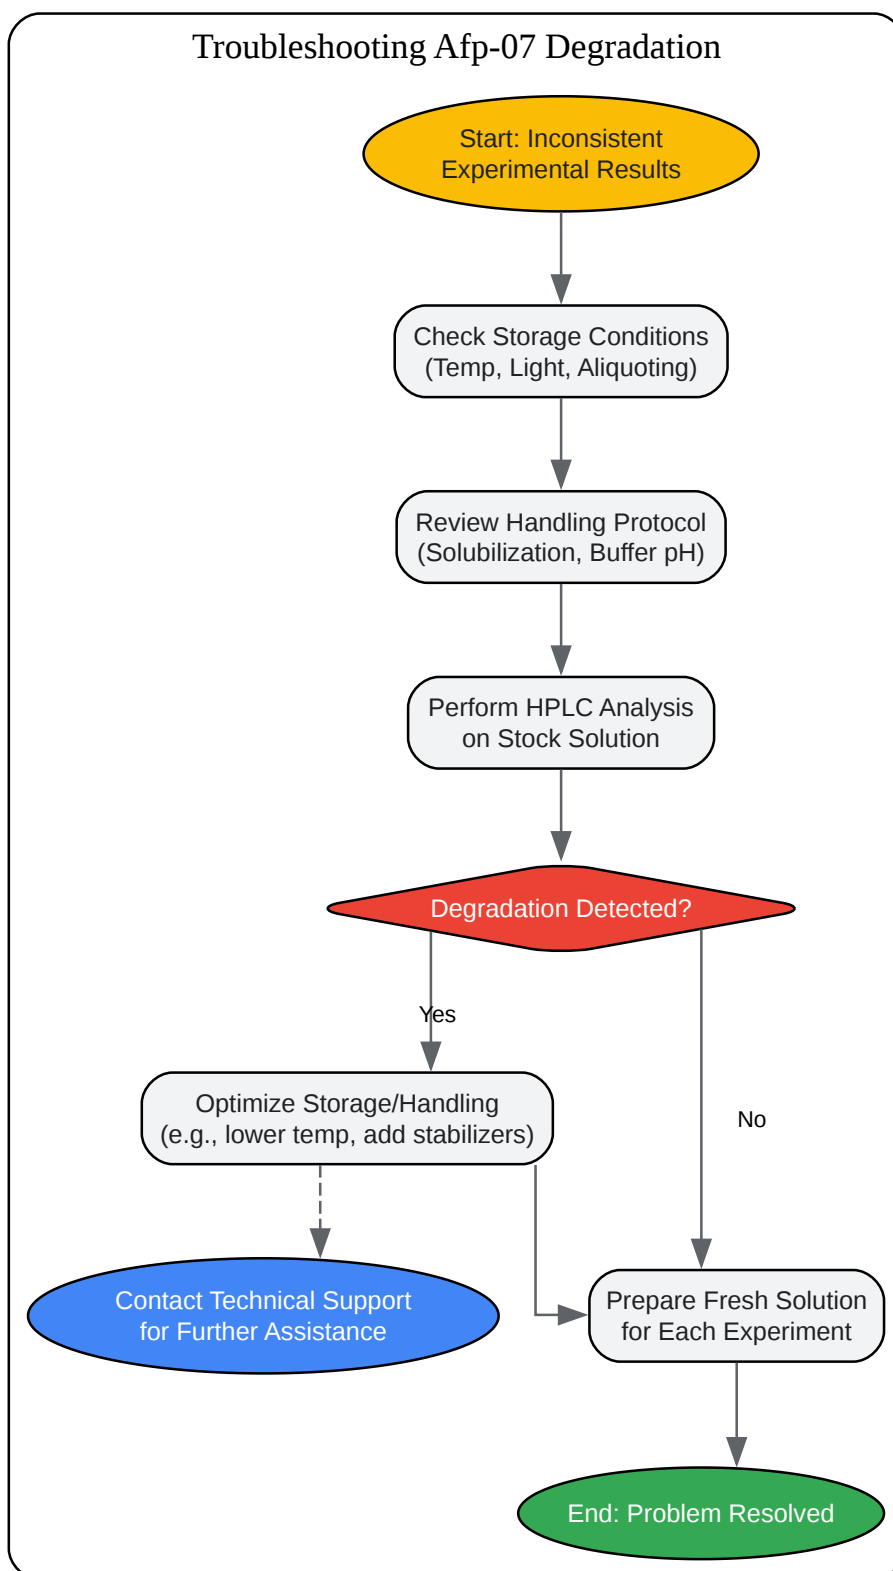 Troubleshooting Afp-07 Degradation
Start: Inconsistent
Experimental Results
Check Storage Conditions
(Temp, Light, Aliquoting)
Review Handling Protocol
(Solubilization, Buffer pH)
Perform HPLC Analysis
on Stock Solution
Degradation Detected?
Yes
Optimize Storage/Handling
(e.g., lower temp, add stabilizers)
No
Contact Technical Support
for Further Assistance
Prepare Fresh Solution
for Each Experiment
End: Problem Resolved